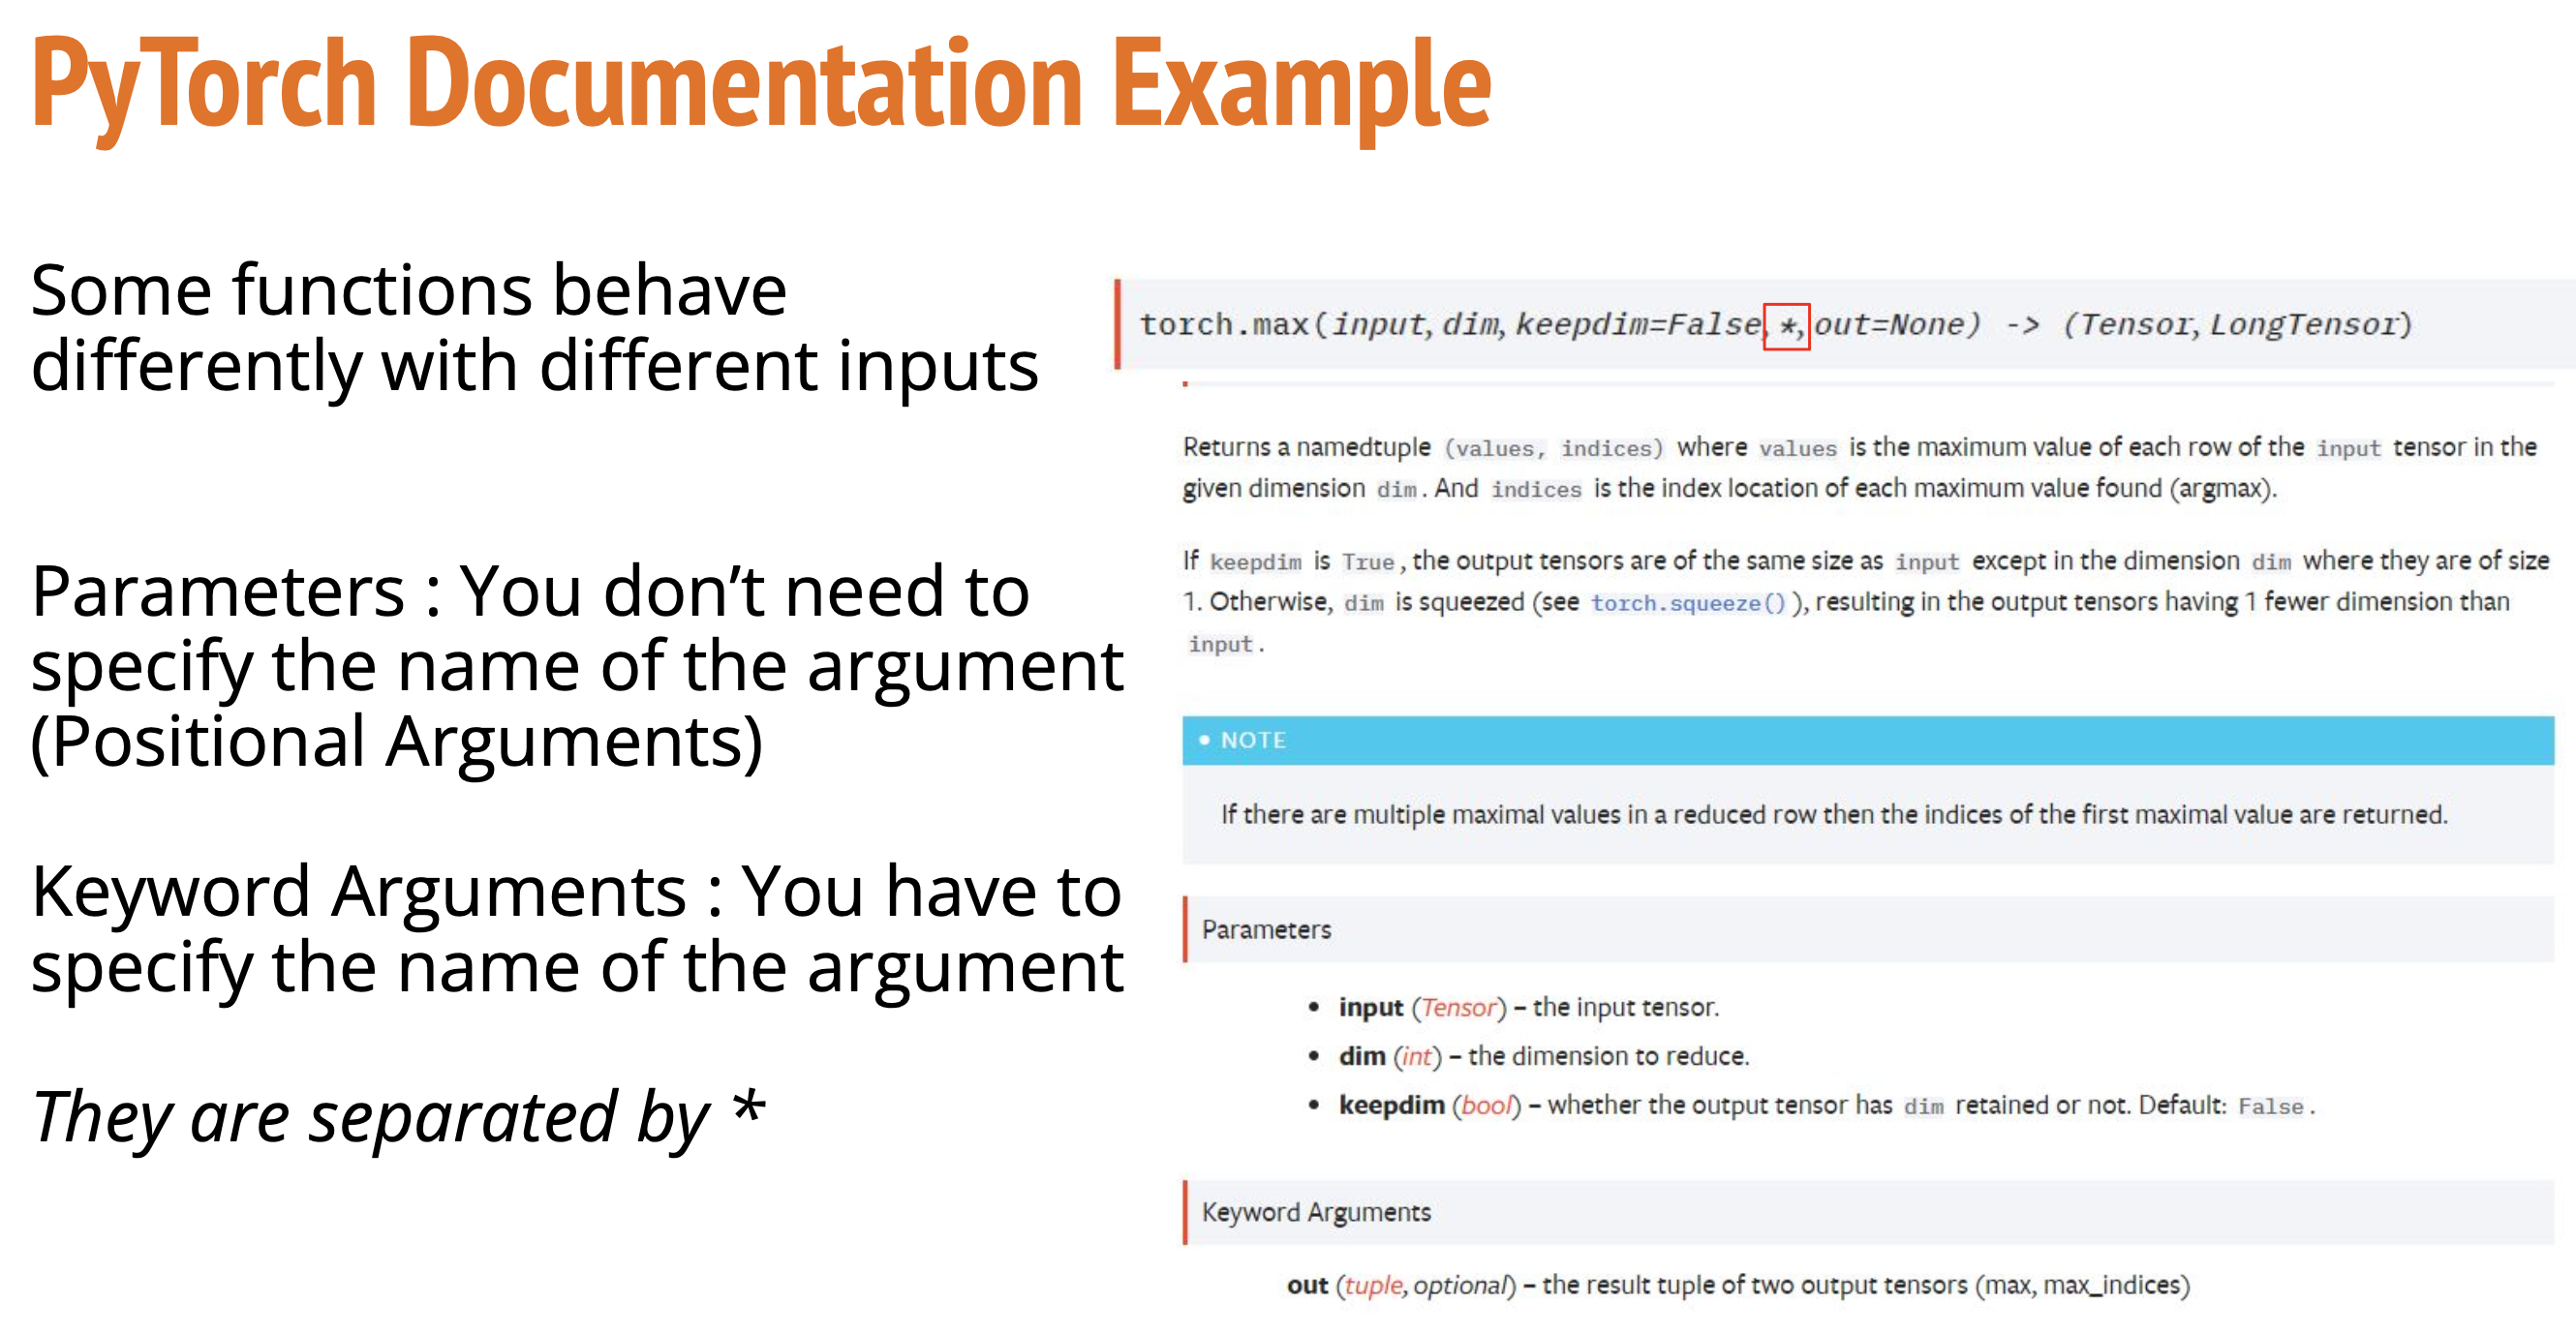 PyTorch Documentation Example
Some functions behave
differently with different inputs
Parameters : You don’t need to
specify the name of the argument
(Positional Arguments)
Keyword Arguments : You have to
specify the name of the argument
They are separated by *
torch.max(input, dim, keepdim=False, *, out=None) -> (Tensor, LongTensor)
Returns a namedtuple (values, indices) where values is the maximum value of each row of the input tensor in the
given dimension dim. And indices is the index location of each maximum value found (argmax).
If keepdim is True, the output tensors are of the same size as input except in the dimension dim where they are of size
1. Otherwise, dim is squeezed (see torch.squeeze()), resulting in the output tensors having 1 fewer dimension than
input.
• NOTE
If there are multiple maximal values in a reduced row then the indices of the first maximal value are returned.
Parameters
• input (Tensor) – the input tensor.
• dim (int) – the dimension to reduce.
• keepdim (bool) – whether the output tensor has dim retained or not. Default: False.
Keyword Arguments
out (tuple, optional) – the result tuple of two output tensors (max, max_indices)